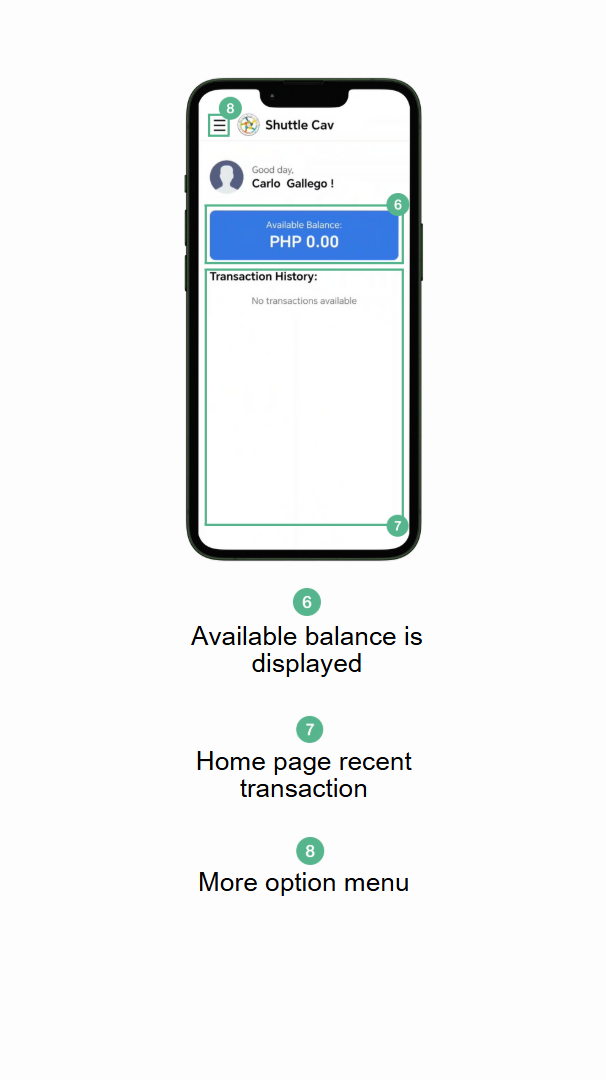 8
Shuttle Cav
Good day,
Carlo Gallego !
6
Available Balance:
PHP 0.00
Transaction History:
No transactions available
7
6
Available balance is
displayed
7
Home page recent
transaction
8
More option menu